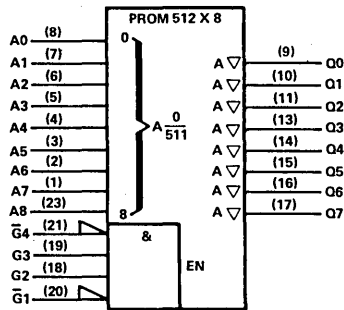 PROM 512 X 8
A0 (8) 0 A ▽ (9) Q0
A1 (7) A ▽ (10) Q1
A2 (6) A ▽ (11) Q2
A3 (5) A ▽ (13) Q3
A4 (4) A 0/511 A ▽ (14) Q4
A5 (3) A ▽ (15) Q5
A6 (2) A ▽ (16) Q6
A7 (1) A ▽ (17) Q7
A8 (23) 8
G̅4 (21) &
G3 (19)
G2 (18) EN
G̅1 (20)